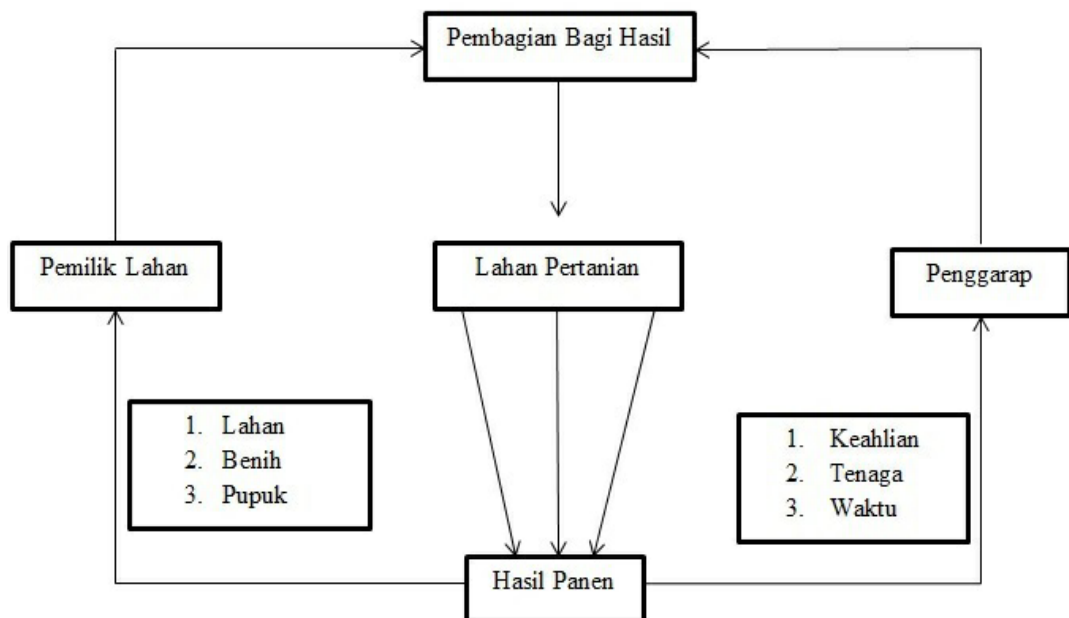 Pembagian Bagi Hasil
Pemilik Lahan
Lahan Pertanian
Penggarap
1. Lahan
2. Benih
3. Pupuk
1. Keahlian
2. Tenaga
3. Waktu
Hasil Panen